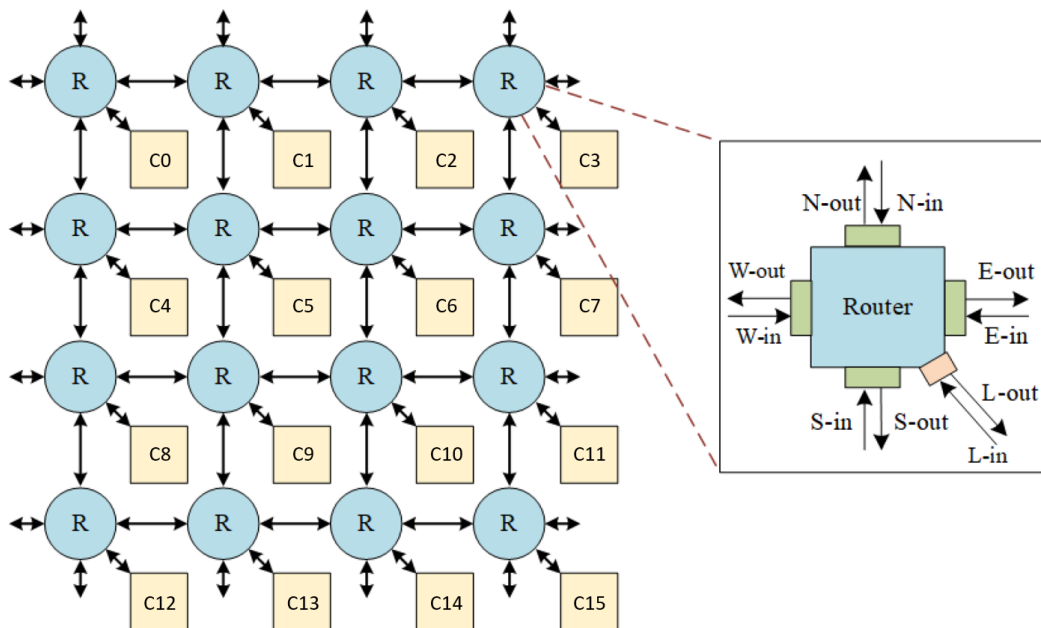 R R R R
C0 C1 C2 C3
R R R R
C4 C5 C6 C7
R R R R
C8 C9 C10 C11
R R R R
C12 C13 C14 C15
N-out N-in
W-out E-out
Router
W-in E-in
S-in S-out L-out
L-in